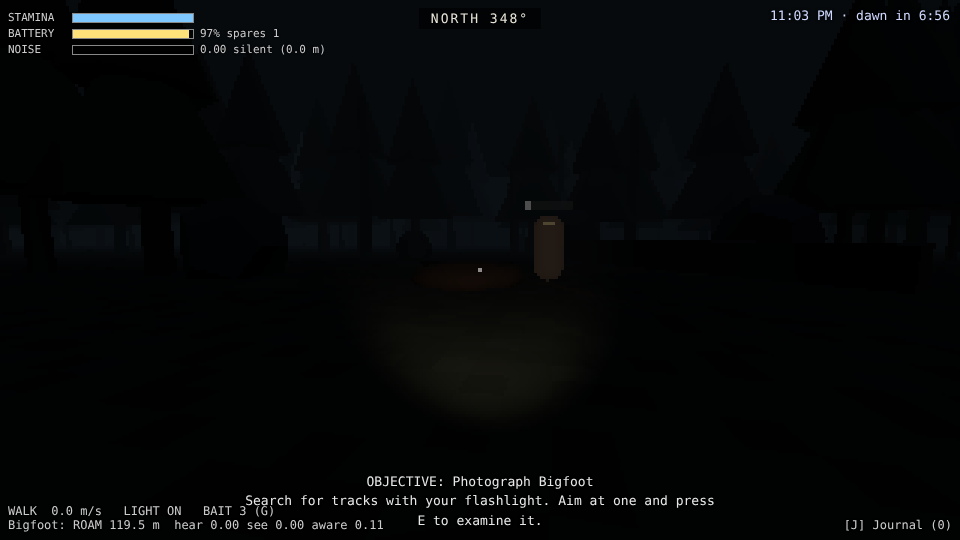 STAMINA
BATTERY 97% spares 1
NOISE 0.00 silent (0.0 m)
NORTH 348°
11:03 PM · dawn in 6:56
OBJECTIVE: Photograph Bigfoot
Search for tracks with your flashlight. Aim at one and press
E to examine it.
WALK 0.0 m/s LIGHT ON BAIT 3 (G)
Bigfoot: ROAM 119.5 m hear 0.00 see 0.00 aware 0.11
[J] Journal (0)